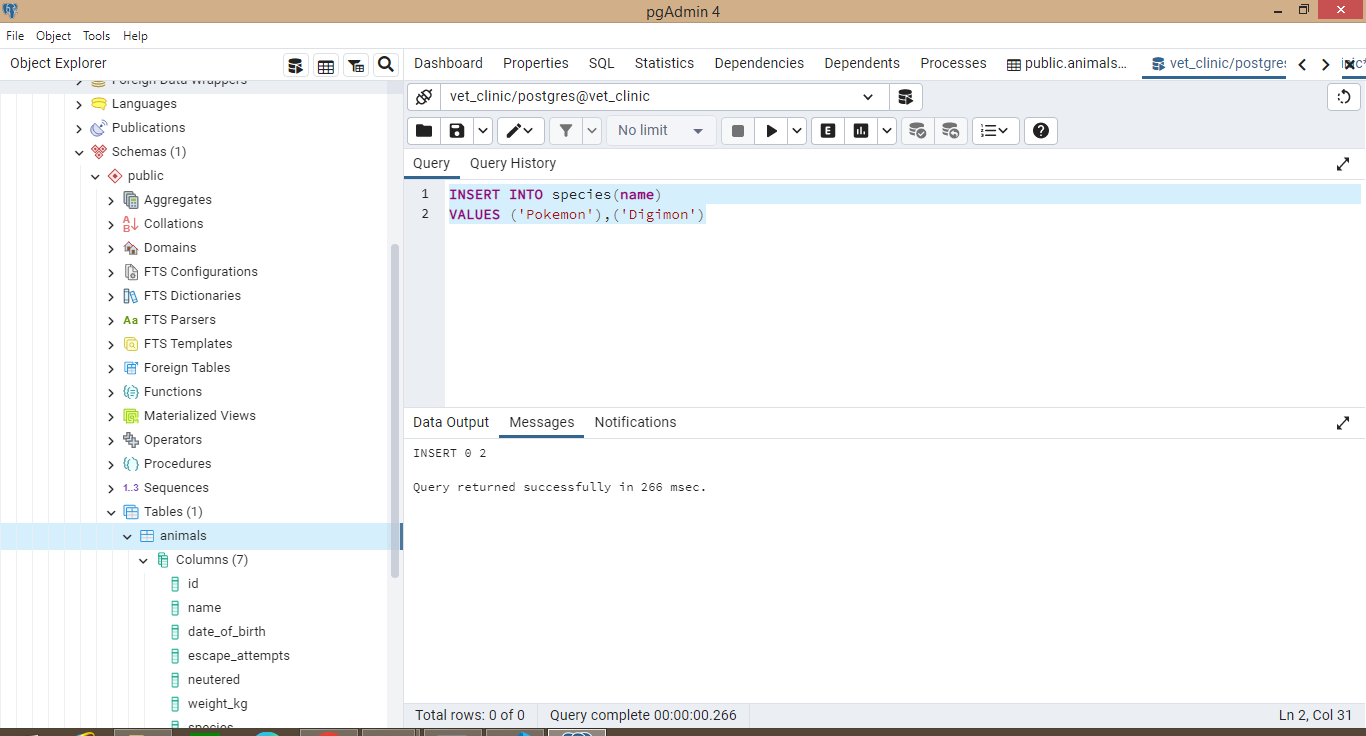 pgAdmin 4
File Object Tools Help
Object Explorer
Dashboard Properties SQL Statistics Dependencies Dependents Processes public.animals... vet_clinic/postgre
Foreign Data Wrappers
Languages
Publications
Schemas (1)
public
Aggregates
Collations
Domains
FTS Configurations
FTS Dictionaries
Aa FTS Parsers
FTS Templates
Foreign Tables
Functions
Materialized Views
Operators
Procedures
1..3 Sequences
Tables (1)
animals
Columns (7)
id
name
date_of_birth
escape_attempts
neutered
weight_kg
species
vet_clinic/postgres@vet_clinic
No limit
E
Query Query History
1 INSERT INTO species(name)
2 VALUES ('Pokemon'),('Digimon')
Data Output Messages Notifications
INSERT 0 2
Query returned successfully in 266 msec.
Total rows: 0 of 0 Query complete 00:00:00.266 Ln 2, Col 31